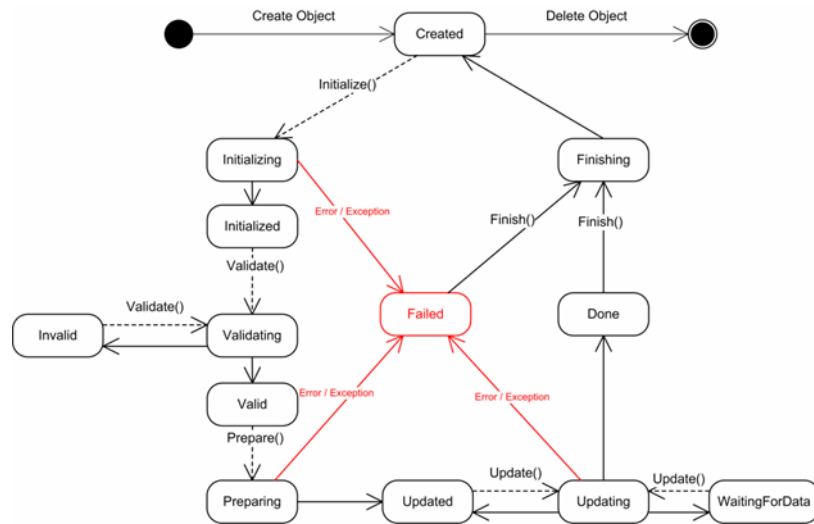 Create Object
Delete Object
Created
Initialize()
Initializing
Finishing
Error / Exception
Finish()
Finish()
Initialized
Validate()
Validate()
Failed
Done
Invalid
Validating
Error / Exception
Error / Exception
Valid
Prepare()
Update()
Update()
Preparing
Updated
Updating
WaitingForData